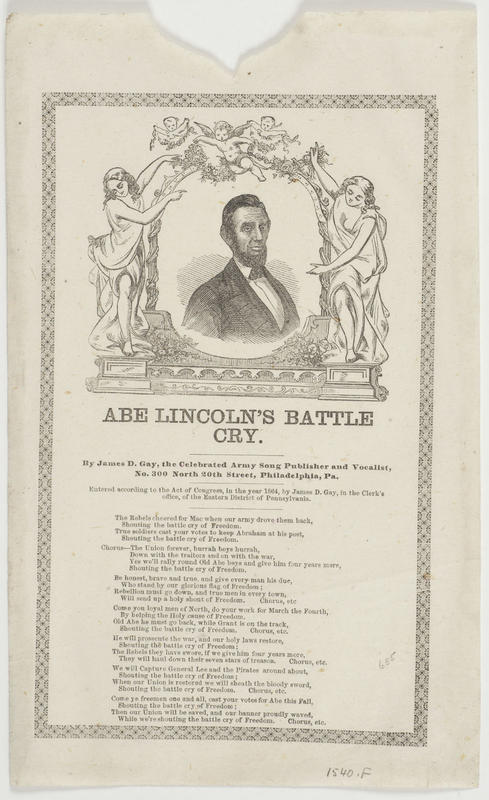 ABE LINCOLN'S BATTLE
CRY.
By James D. Gay, the Celebrated Army Song Publisher and Vocalist,
No. 300 North 20th Street, Philadelphia, Pa.
Entered according to the Act of Congress, in the year 1864, by James D. Gay, in the Clerk's
office, of the Eastern District of Pennsylvania.
The Rebels cheered for Mac when our army drove them back,
Shouting the battle cry of Freedom.
True soldiers cast your votes to keep Abraham at his post,
Shouting the battle cry of Freedom.
Chorus—The Union forever, hurrah boys hurrah,
Down with the traitors and on with the war,
Yes we'll rally round Old Abe boys and give him four years more,
Shouting the battle cry of Freedom.
Be honest, brave and true, and give every man his due,
Who stand by our glorious flag of Freedom;
Rebellion must go down, and true men in every town,
Will send up a holy shout of Freedom. Chorus, etc
Come you loyal men of North, do your work for March the Fourth,
By helping the Holy cause of Freedom.
Old Abe he must go back, while Grant is on the track,
Shouting the battle cry of Freedom. Chorus, etc.
He will prosecute the war, and our holy laws restore,
Shouting the battle cry of Freedom;
The Rebels they have swore, if we give him four years more,
They will haul down their seven stars of treason. Chorus, etc.
We will Capture General Lee and the Pirates around about,
Shouting the battle cry of Freedom;
When our Union is restored we will sheath the bloody sword,
Shouting the battle cry of Freedom. Chorus, etc.
Come ye freemen one and all, cast your votes for Abe this Fall,
Shouting the battle cry of Freedom;
Then our Union will be saved, and our banner proudly waved,
While we're shouting the battle cry of Freedom. Chorus, etc.
1540.F